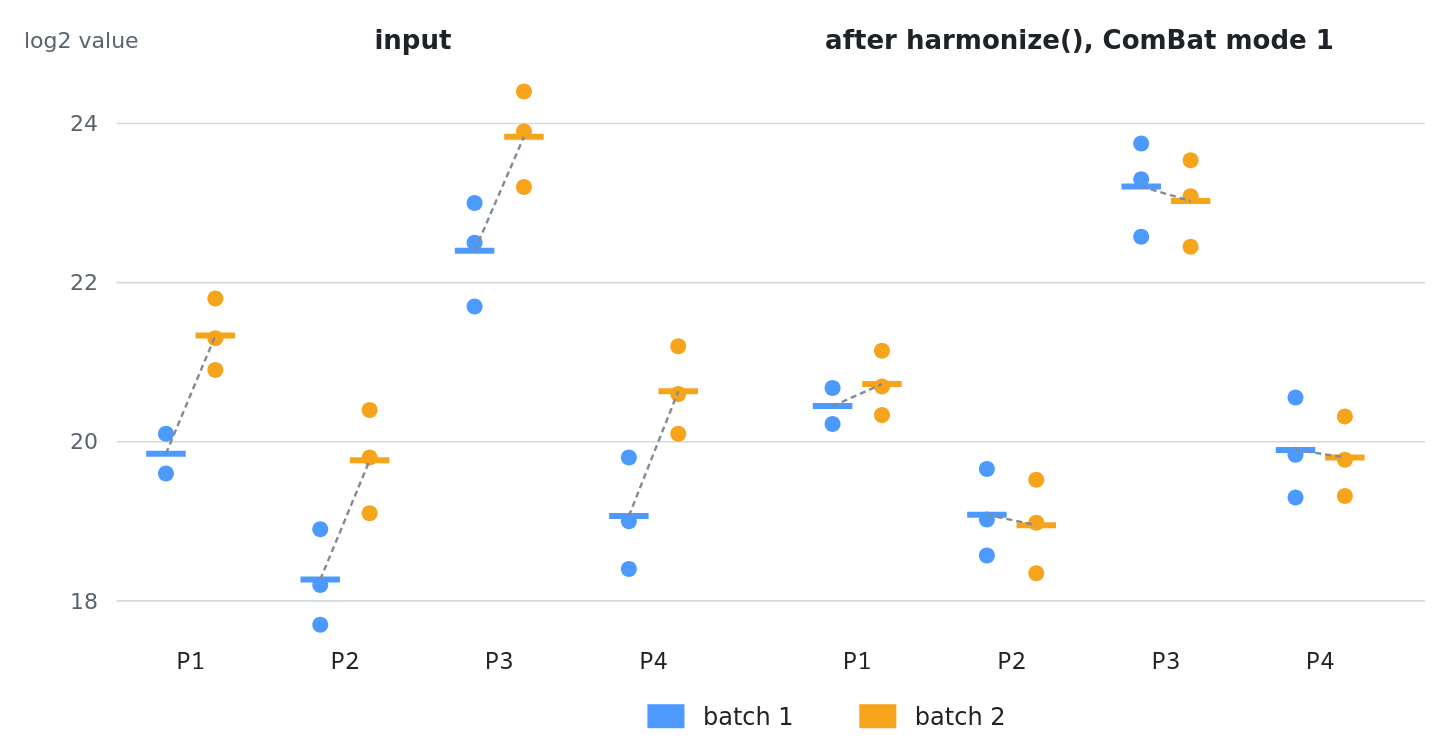 log2 value
input
after harmonize(), ComBat mode 1
24
22
20
18
P1 P2 P3 P4 P1 P2 P3 P4
batch 1 batch 2